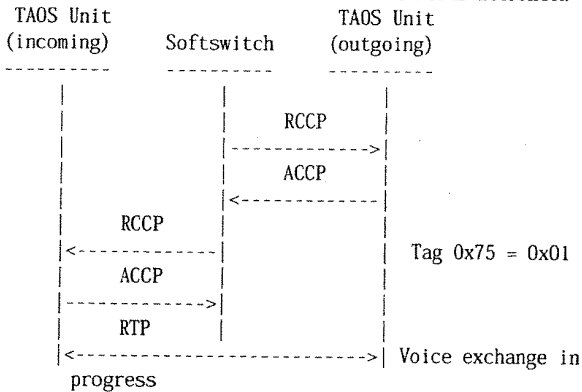 TAOS Unit TAOS Unit
(incoming) Softswitch (outgoing)
---------- ---------- ----------
RCCP
------------->
ACCP
<-------------
RCCP
<------------- Tag 0x75 = 0x01
ACCP
------------->
RTP
<---------------------------> Voice exchange in
progress